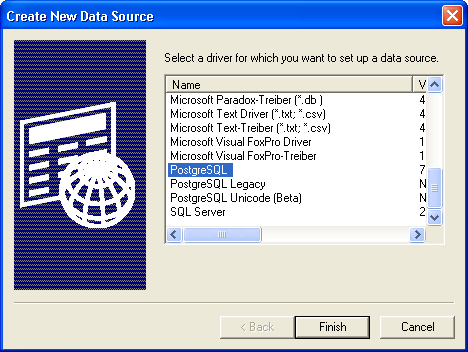 Create New Data Source
Select a driver for which you want to set up a data source.
Name V
Microsoft Paradox-Treiber (*.db ) 4
Microsoft Text Driver (*.txt; *.csv) 4
Microsoft Text-Treiber (*.txt; *.csv) 4
Microsoft Visual FoxPro Driver 1
Microsoft Visual FoxPro-Treiber 1
PostgreSQL 7
PostgreSQL Legacy N
PostgreSQL Unicode (Beta) N
SQL Server 2
< Back Finish Cancel